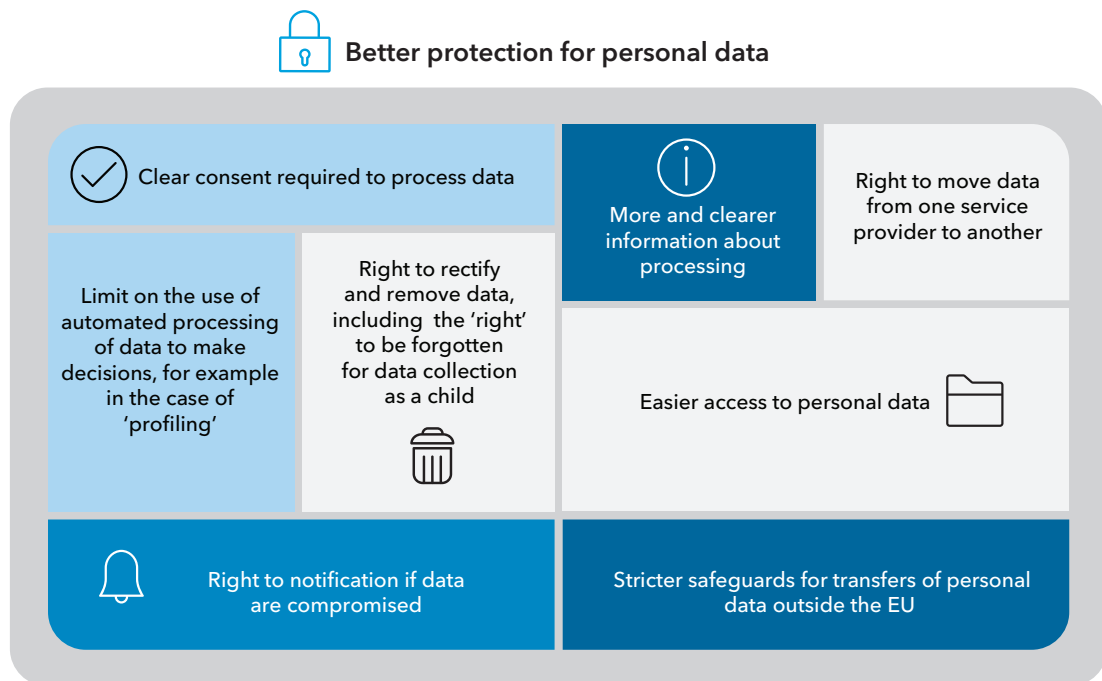 Better protection for personal data
Clear consent required to process data
Limit on the use of
automated processing
of data to make
decisions, for example
in the case of
‘profiling’
Right to rectify
and remove data,
including the ‘right’
to be forgotten
for data collection
as a child
More and clearer
information about
processing
Right to move data
from one service
provider to another
Easier access to personal data
Right to notification if data
are compromised
Stricter safeguards for transfers of personal
data outside the EU